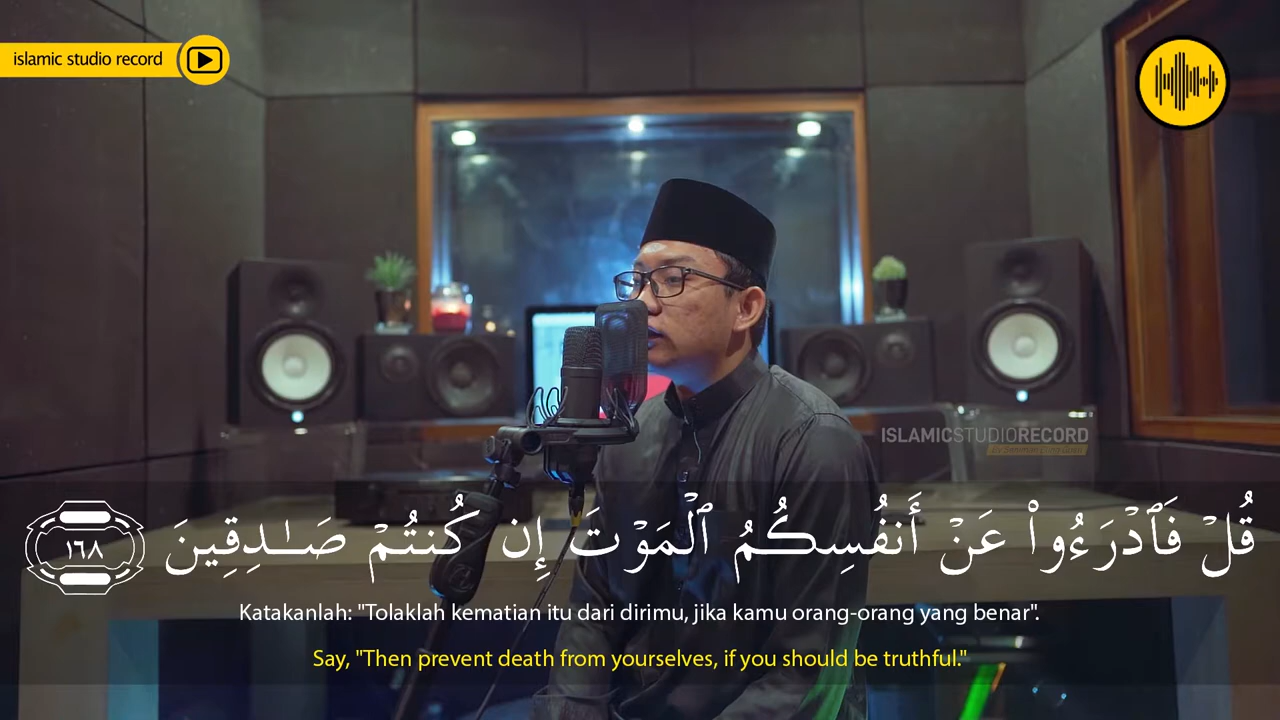 islamic studio record
ISLAMICSTUDIORECORD
قُلْ فَٱدْرَءُوا۟ عَنْ أَنفُسِكُمُ ٱلْمَوْتَ إِن كُنتُمْ صَـٰدِقِينَ ١٦٨
Katakanlah: "Tolaklah kematian itu dari dirimu, jika kamu orang-orang yang benar".
Say, "Then prevent death from yourselves, if you should be truthful."